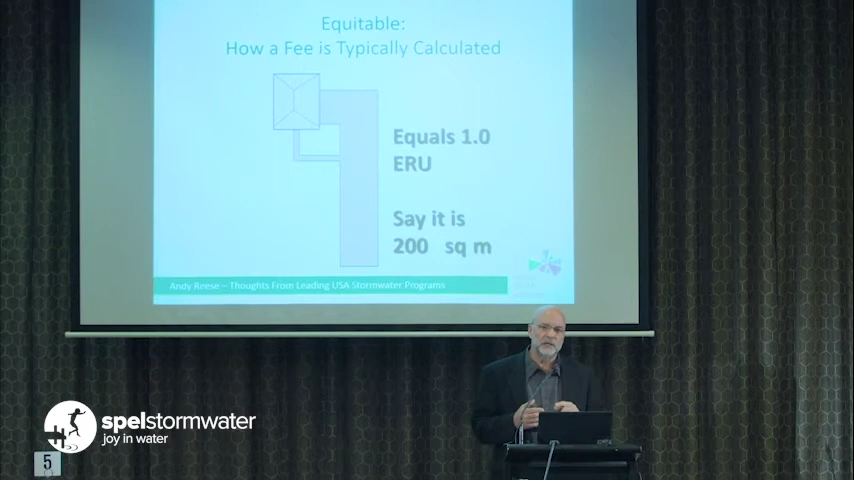 Equitable:
How a Fee is Typically Calculated
Equals 1.0
ERU
Say it is
200 sq m
Andy Reese – Thoughts From Leading USA Stormwater Programs
spelstormwater
joy in water
5